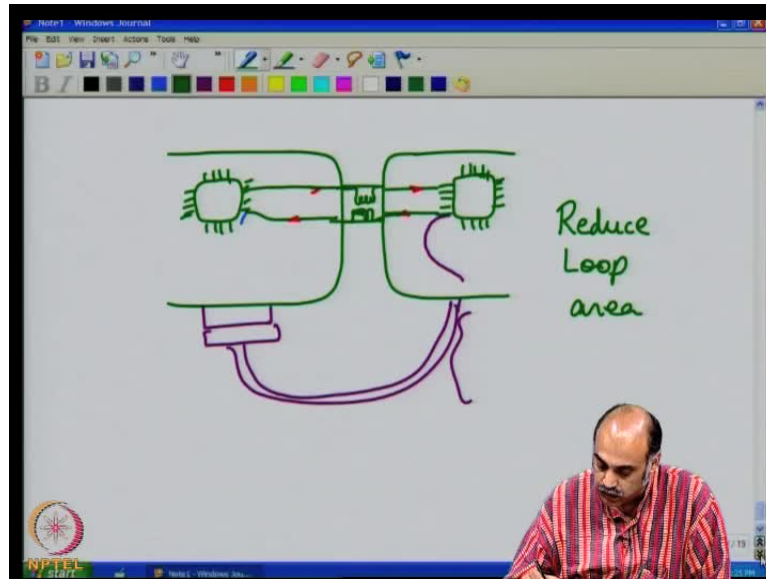 Note1 - Windows Journal
File Edit View Insert Actions Tools Help
B I
Reduce
Loop
area
NPTEL
start
Note1 - Windows Jou...